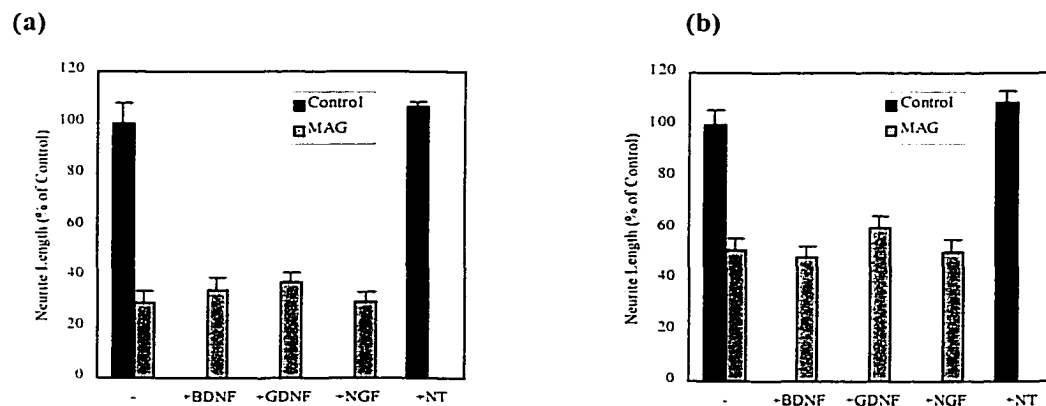 (a)
Neurite Length (% of Control)
120
100
80
60
40
20
0
Control
MAG
- +BDNF +GDNF +NGF +NT
(b)
Neurite Length (% of Control)
120
100
80
60
40
20
0
Control
MAG
- +BDNF +GDNF +NGF +NT